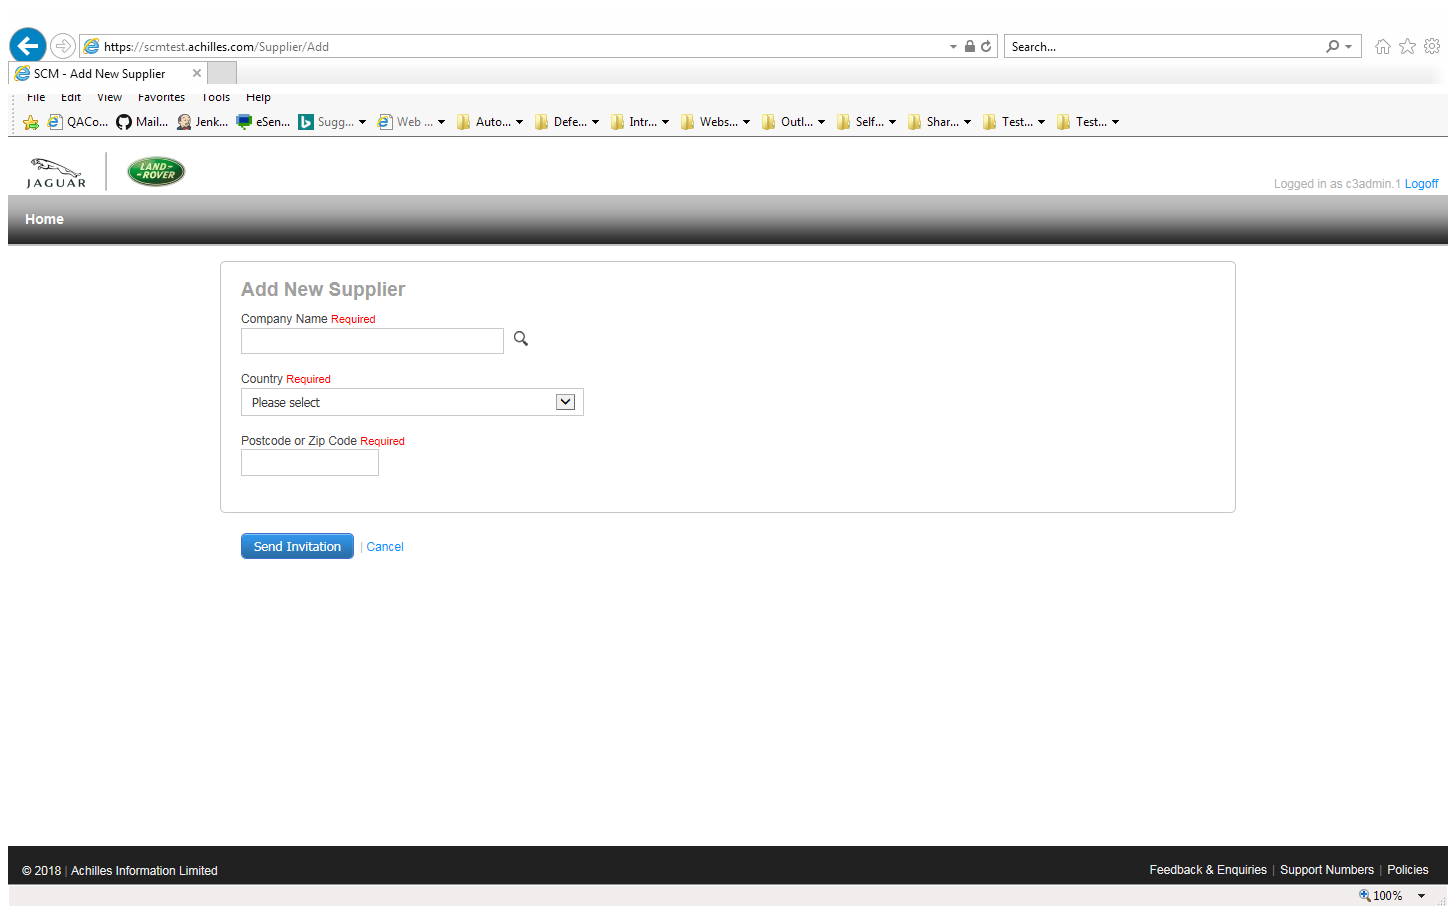 https://scmtest.achilles.com/Supplier/Add
Search...
SCM - Add New Supplier
File Edit View Favorites Tools Help
QACo... Mail... Jenk... eSen... Sugg... Web ... Auto... Defe... Intr... Webs... Outl... Self... Shar... Test... Test...
JAGUAR
LAND-
-ROVER
Logged in as c3admin.1 Logoff
Home
Add New Supplier
Company Name Required
Country Required
Please select
Postcode or Zip Code Required
Send Invitation | Cancel
© 2018 | Achilles Information Limited
Feedback & Enquiries | Support Numbers | Policies
100%